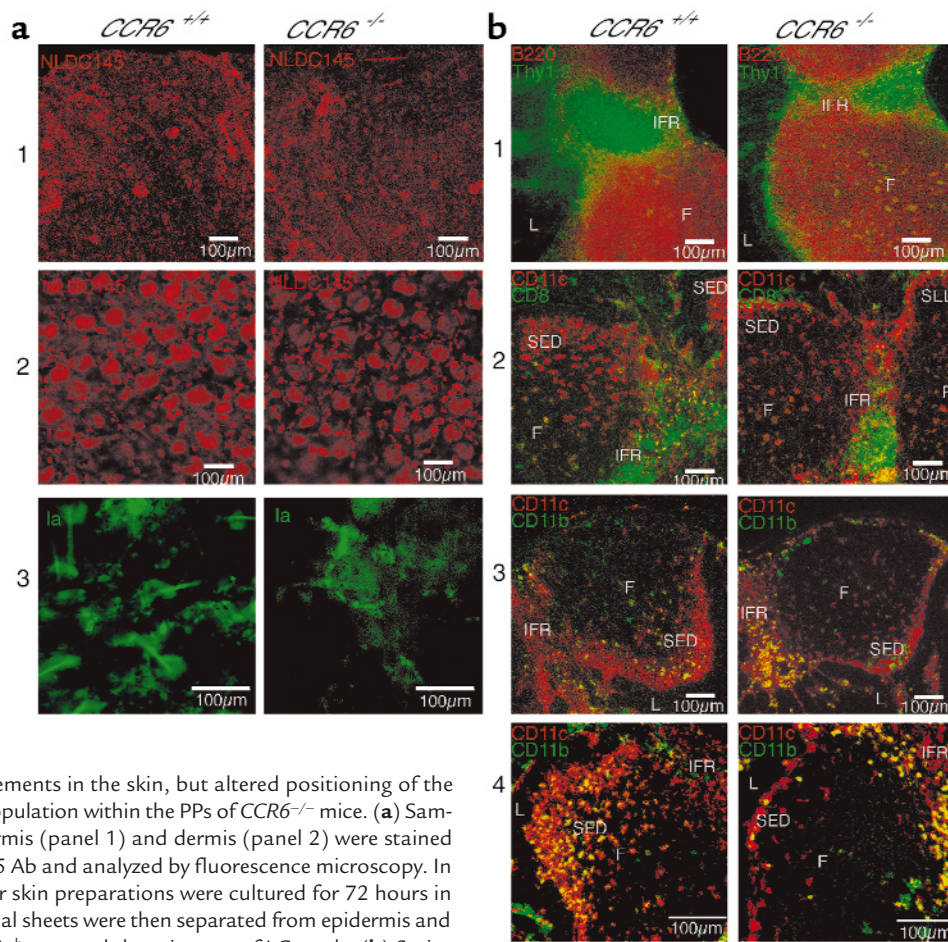 a
CCR6 +/+
CCR6 -/-
b
CCR6 +/+
CCR6 -/-
1
NLDC145
100µm
NLDC145
100µm
2
NLDC145
100µm
NLDC145
100µm
3
Ia
100µm
Ia
100µm
1
B220
Thy1.2
IFR
F
L
100µm
B220
Thy1.2
IFR
F
L
100µm
2
CD11c
CD8
SED
SED
F
IFR
100µm
CD11c
CD8
SED
F
IFR
100µm
3
CD11c
CD11b
F
IFR
SED
L
100µm
CD11c
CD11b
F
IFR
SED
L
100µm
4
CD11c
CD11b
IFR
L
SED
F
100µm
CD11c
CD11b
IFR
L
SED
F
100µm
ements in the skin, but altered positioning of the
opulation within the PPs of CCR6–/– mice. (a) Sam-
rmis (panel 1) and dermis (panel 2) were stained
5 Ab and analyzed by fluorescence microscopy. In
r skin preparations were cultured for 72 hours in
al sheets were then separated from epidermis and